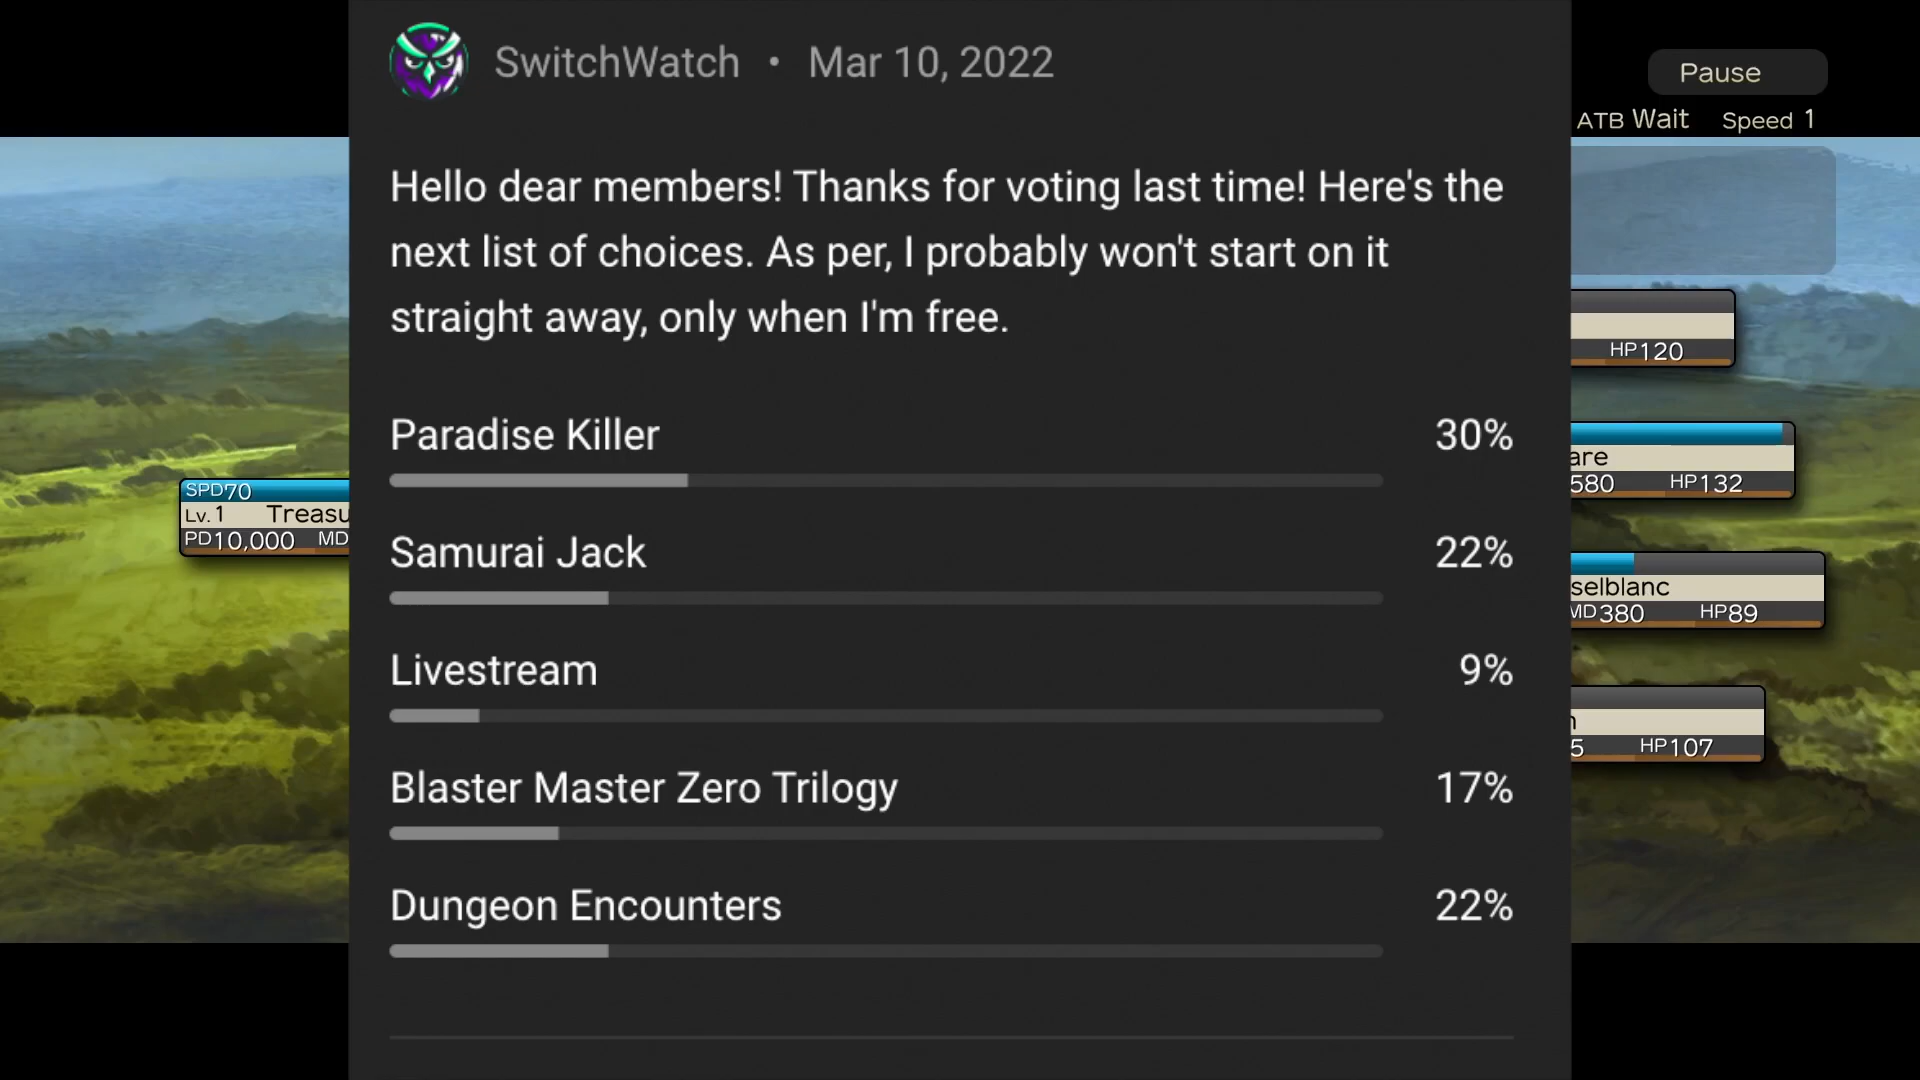 SwitchWatch • Mar 10, 2022
Pause
ATB Wait Speed 1
Hello dear members! Thanks for voting last time! Here's the
next list of choices. As per, I probably won't start on it
straight away, only when I'm free.
HP120
Paradise Killer 30%
are
580 HP132
SPD70
Lv.1 Treasu
PD10,000 MD
Samurai Jack 22%
selblanc
MD380 HP89
Livestream 9%
5 HP107
Blaster Master Zero Trilogy 17%
Dungeon Encounters 22%